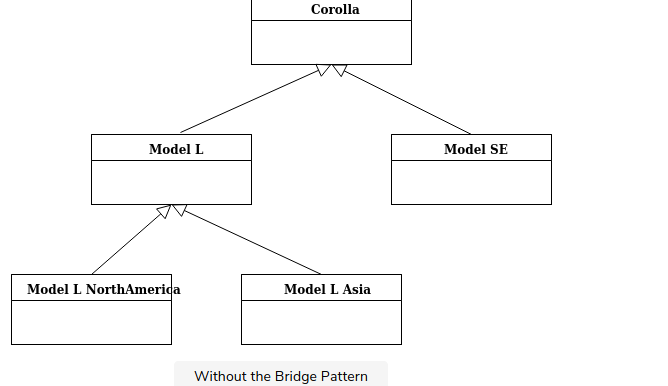 Corolla
Model L
Model SE
Model L NorthAmerica
Model L Asia
Without the Bridge Pattern